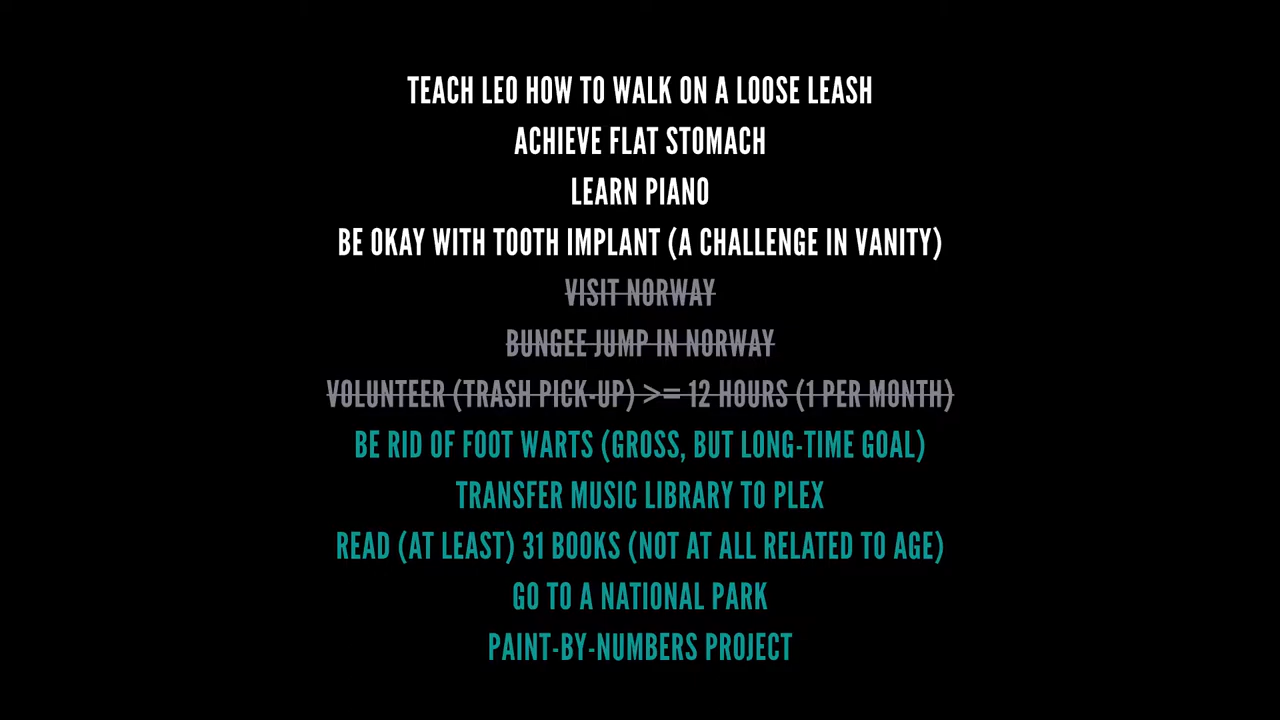 TEACH LEO HOW TO WALK ON A LOOSE LEASH
ACHIEVE FLAT STOMACH
LEARN PIANO
BE OKAY WITH TOOTH IMPLANT (A CHALLENGE IN VANITY)
VISIT NORWAY
BUNGEE JUMP IN NORWAY
VOLUNTEER (TRASH PICK-UP) >= 12 HOURS (1 PER MONTH)
BE RID OF FOOT WARTS (GROSS, BUT LONG-TIME GOAL)
TRANSFER MUSIC LIBRARY TO PLEX
READ (AT LEAST) 31 BOOKS (NOT AT ALL RELATED TO AGE)
GO TO A NATIONAL PARK
PAINT-BY-NUMBERS PROJECT